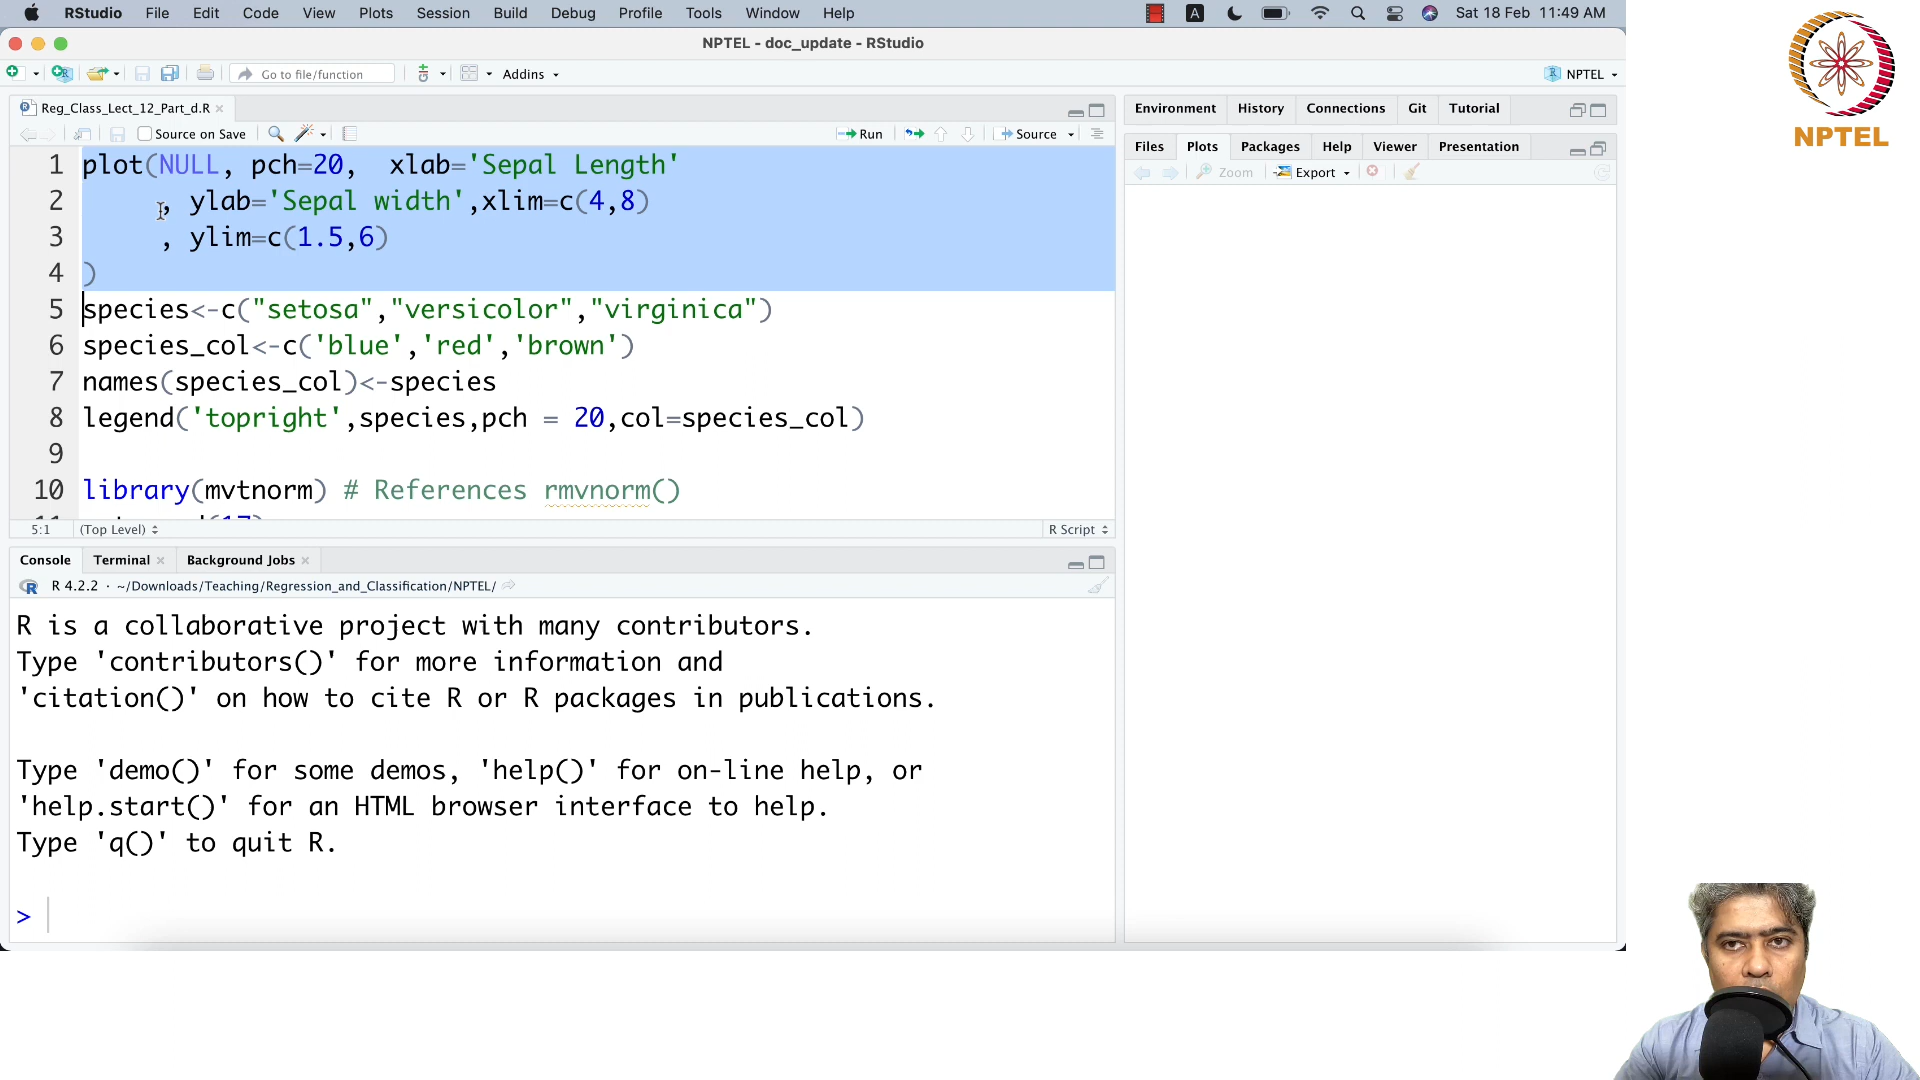 RStudio File Edit Code View Plots Session Build Debug Profile Tools Window Help A Sat 18 Feb 11:49 AM
NPTEL - doc_update - RStudio
Go to file/function Addins NPTEL
Reg_Class_Lect_12_Part_d.R
Source on Save Run Source
1 plot(NULL, pch=20,  xlab='Sepal Length'
2      , ylab='Sepal width',xlim=c(4,8)
3      , ylim=c(1.5,6)
4 )
5 species<-c("setosa","versicolor","virginica")
6 species_col<-c('blue','red','brown')
7 names(species_col)<-species
8 legend('topright',species,pch = 20,col=species_col)
9
10 library(mvtnorm) # References rmvnorm()
5:1 (Top Level) R Script
Console Terminal Background Jobs
R 4.2.2 · ~/Downloads/Teaching/Regression_and_Classification/NPTEL/
R is a collaborative project with many contributors.
Type 'contributors()' for more information and
'citation()' on how to cite R or R packages in publications.
Type 'demo()' for some demos, 'help()' for on-line help, or
'help.start()' for an HTML browser interface to help.
Type 'q()' to quit R.
>
Environment History Connections Git Tutorial
Files Plots Packages Help Viewer Presentation
Zoom Export
NPTEL